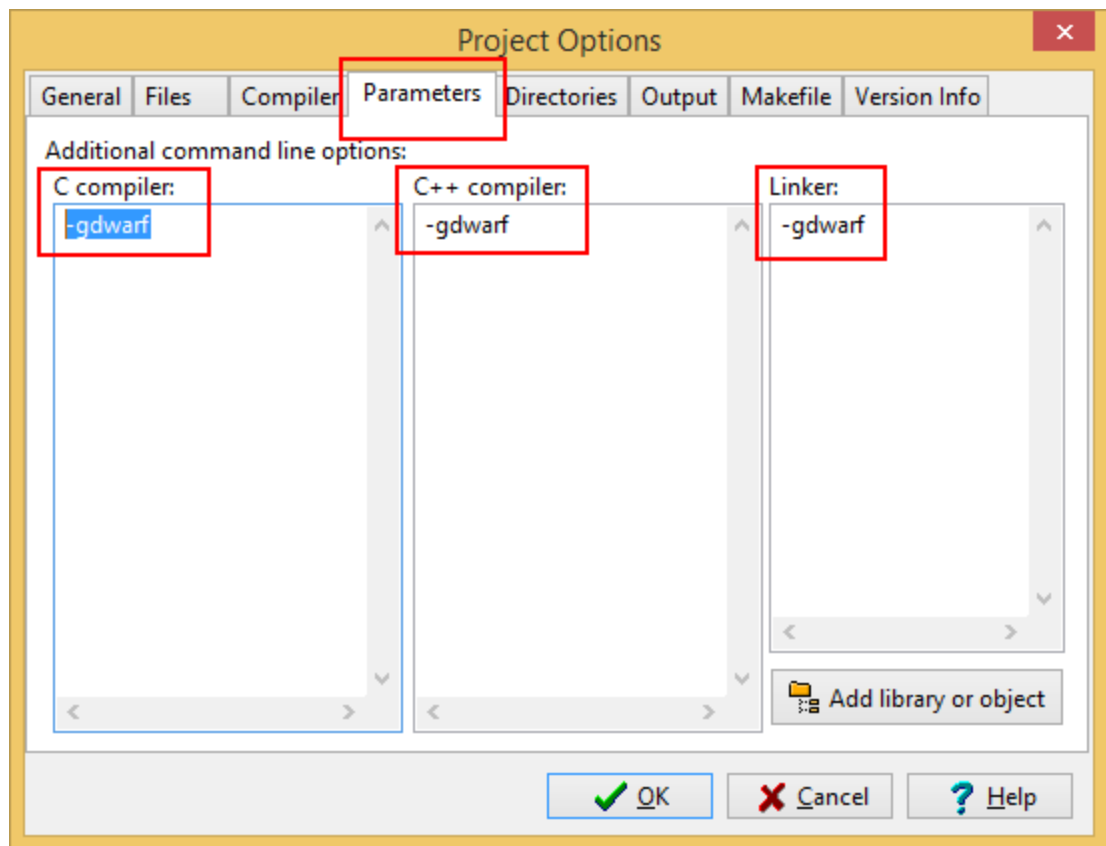 Project Options
General Files Compiler Parameters Directories Output Makefile Version Info
Additional command line options:
C compiler: C++ compiler: Linker:
-gdwarf -gdwarf -gdwarf
Add library or object
OK Cancel Help